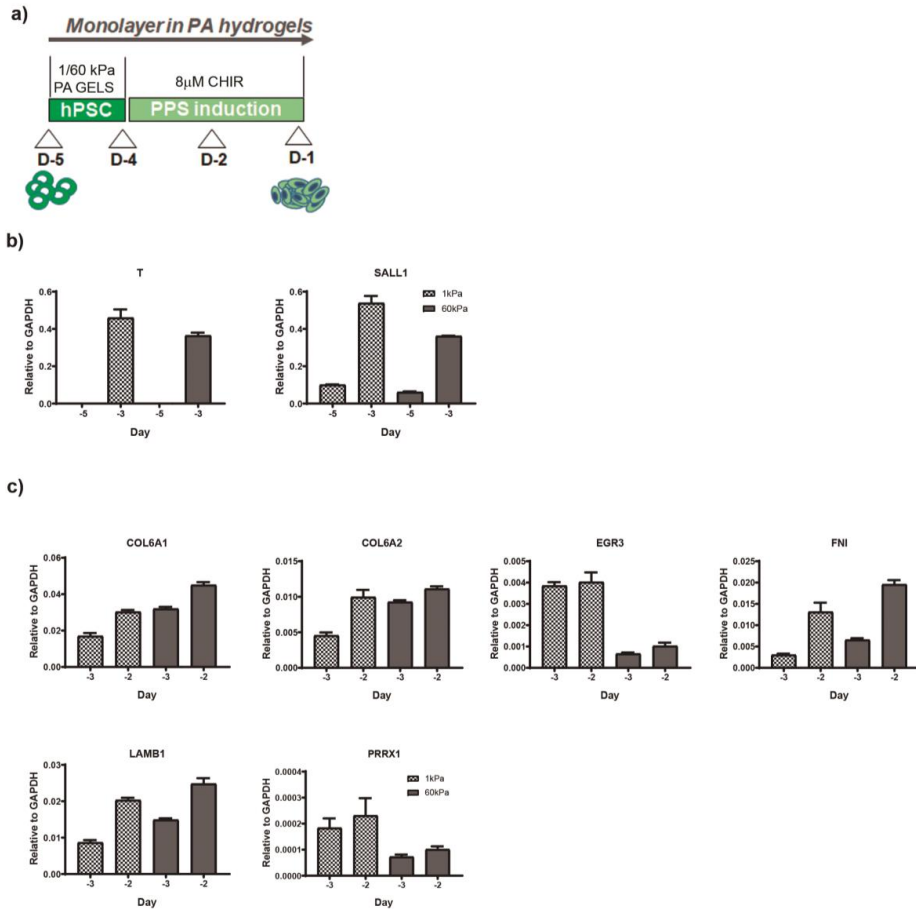 a)
Monolayer in PA hydrogels
1/60 kPa
PA GELS
8µM CHIR
hPSC
PPS induction
D-5
D-4
D-2
D-1
b)
T
Relative to GAPDH
0.6
0.4
0.2
0.0
-5
-3
-5
-3
Day
SALL1
1kPa
60kPa
Relative to GAPDH
0.6
0.4
0.2
0.0
-5
-3
-5
-3
Day
c)
COL6A1
Relative to GAPDH
0.06
0.04
0.02
0.00
-3
-2
-3
-2
Day
COL6A2
Relative to GAPDH
0.015
0.010
0.005
0.000
-3
-2
-3
-2
Day
EGR3
Relative to GAPDH
0.005
0.004
0.003
0.002
0.001
0.000
-3
-2
-3
-2
Day
FNI
Relative to GAPDH
0.025
0.020
0.015
0.010
0.005
0.000
-3
-2
-3
-2
Day
LAMB1
Relative to GAPDH
0.03
0.02
0.01
0.00
-3
-2
-3
-2
Day
PRRX1
1kPa
60kPa
Relative to GAPDH
0.0004
0.0003
0.0002
0.0001
0.0000
-3
-2
-3
-2
Day